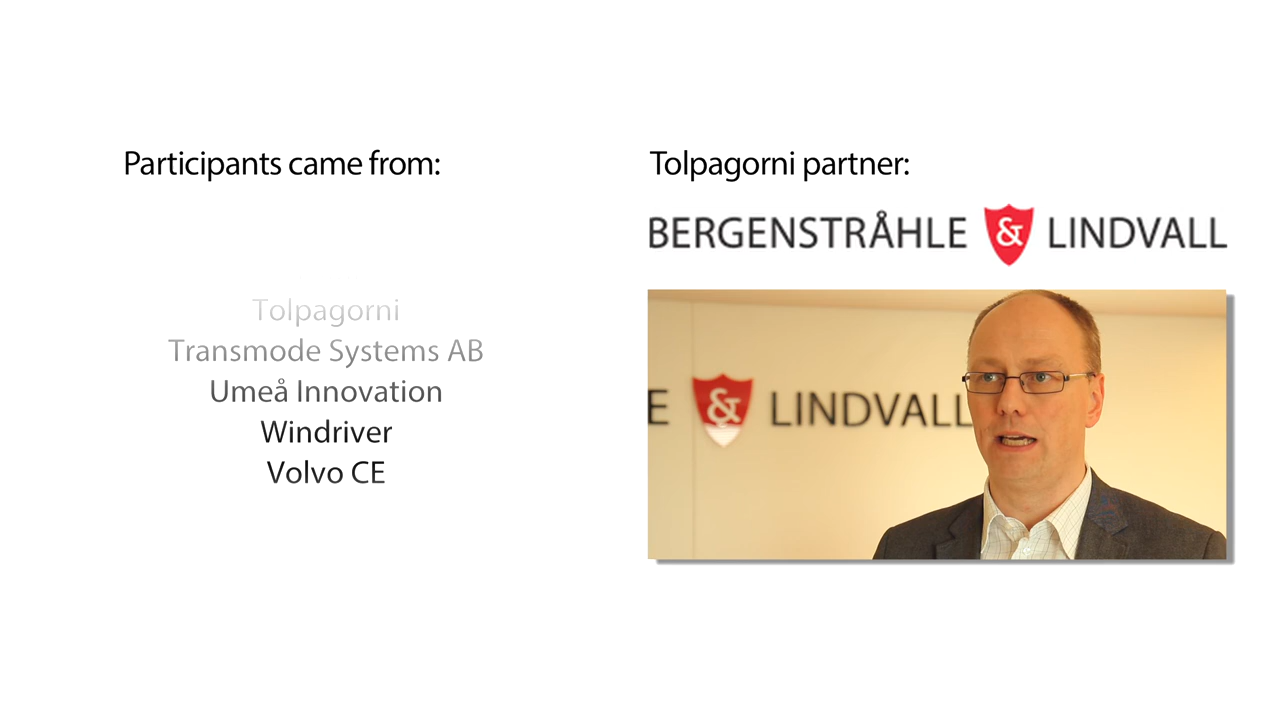 Participants came from:
Tolpagorni
Transmode Systems AB
Umeå Innovation
Windriver
Volvo CE
Tolpagorni partner:
BERGENSTRÅHLE & LINDVALL
E & LINDVALL